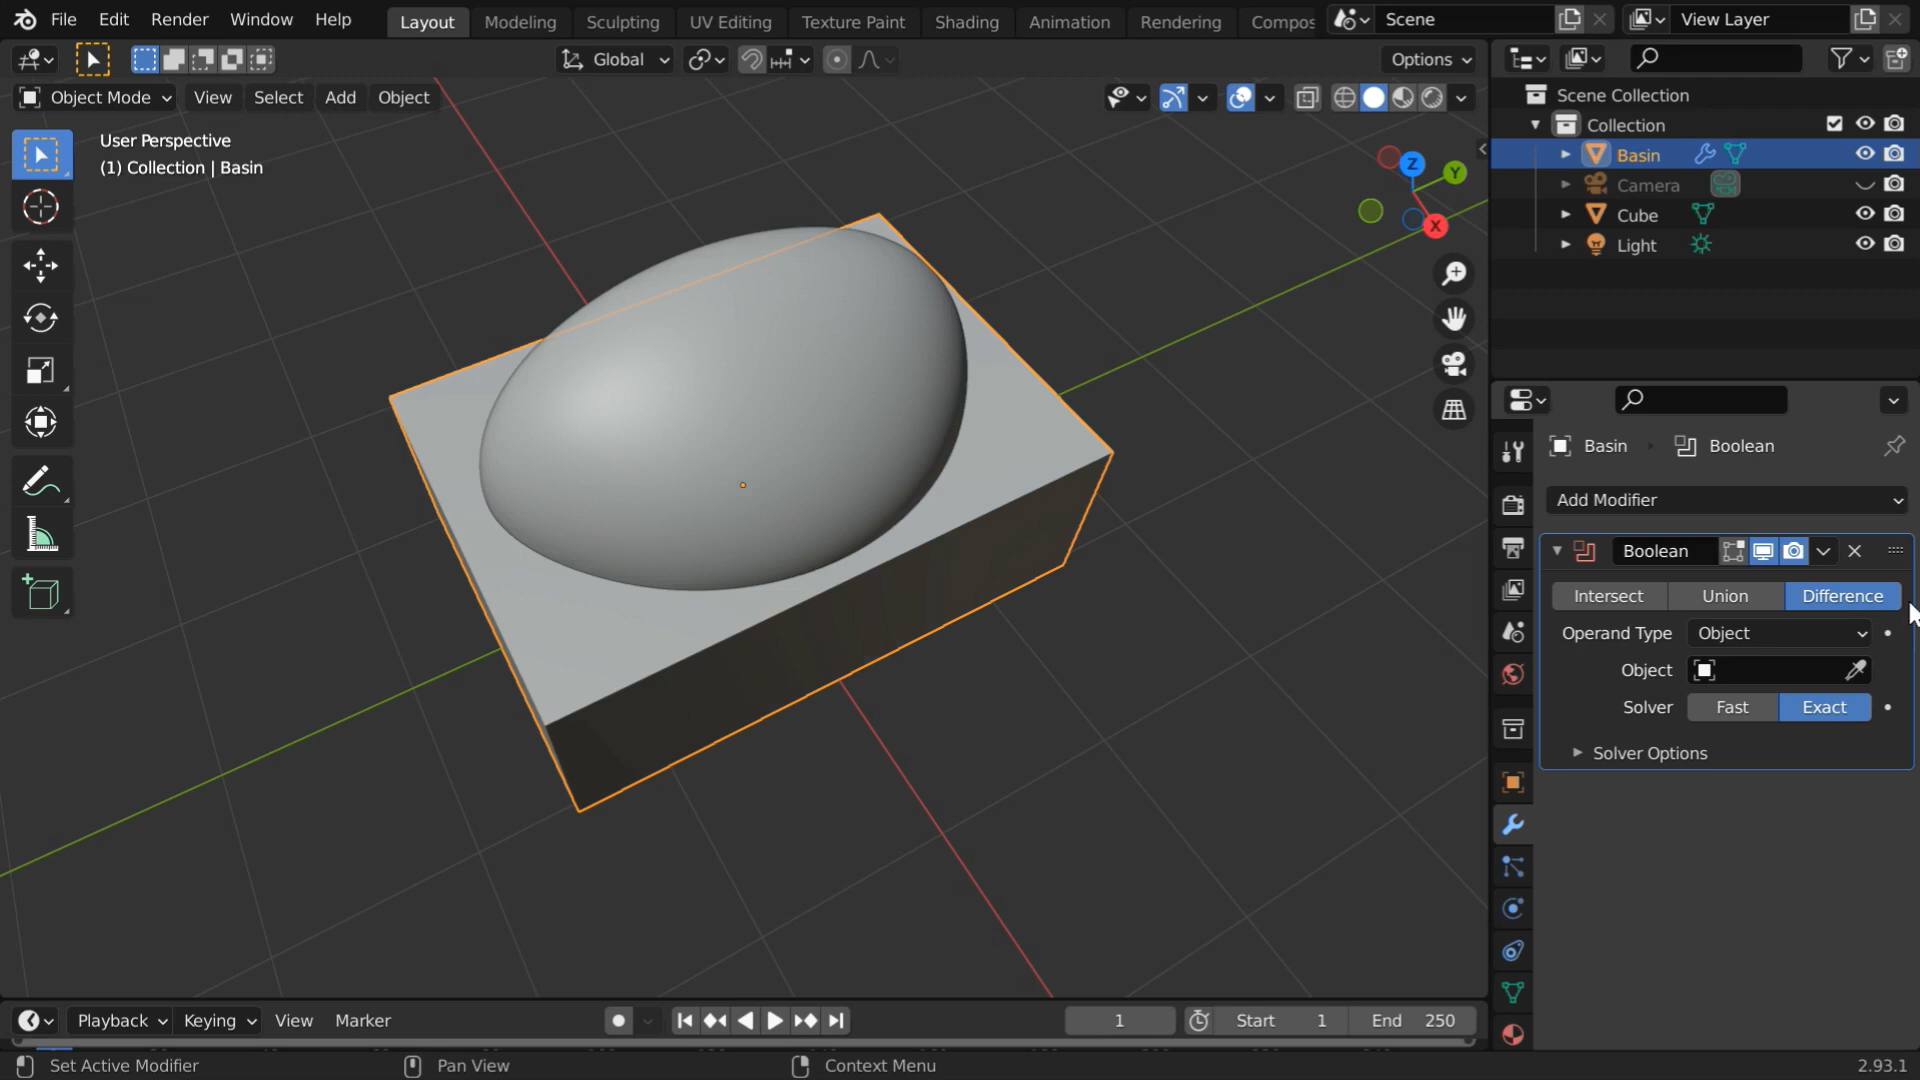 File Edit Render Window Help Layout Modeling Sculpting UV Editing Texture Paint Shading Animation Rendering Compos Scene View Layer
Global Options
Object Mode View Select Add Object
User Perspective
(1) Collection | Basin
Z
Y
X
Scene Collection
Collection
Basin
Camera
Cube
Light
Basin Boolean
Add Modifier
Boolean
Intersect Union Difference
Operand Type Object
Object
Solver Fast Exact
Solver Options
Playback Keying View Marker 1 Start 1 End 250
Set Active Modifier Pan View Context Menu 2.93.1